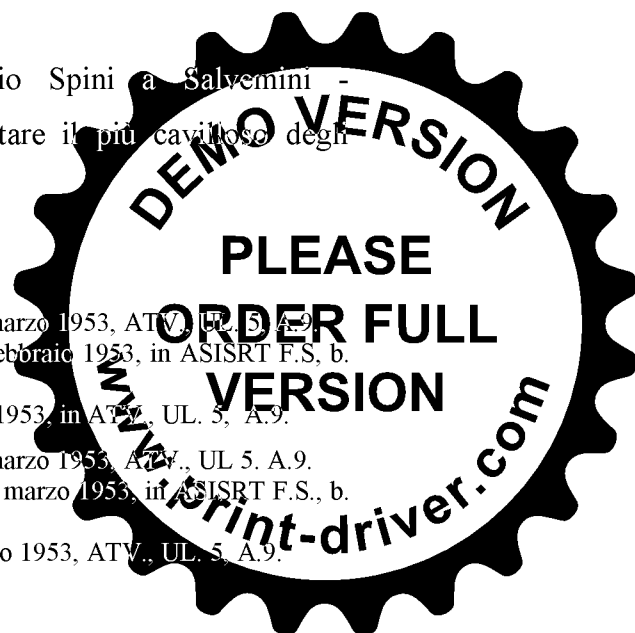 io Spini a Salvemini -
tare il più cavilloso degli
DEMO VERSION
PLEASE
ORDER FULL
VERSION
www.print-driver.com
marzo 1953, ATV., UL. 5, A.9.
ebbraio 1953, in ASISRT F.S, b.
1953, in ATV., UL. 5, A.9.
marzo 1953, ATV., UL 5. A.9.
marzo 1953, in ASISRT F.S., b.
o 1953, ATV., UL. 5, A.9.